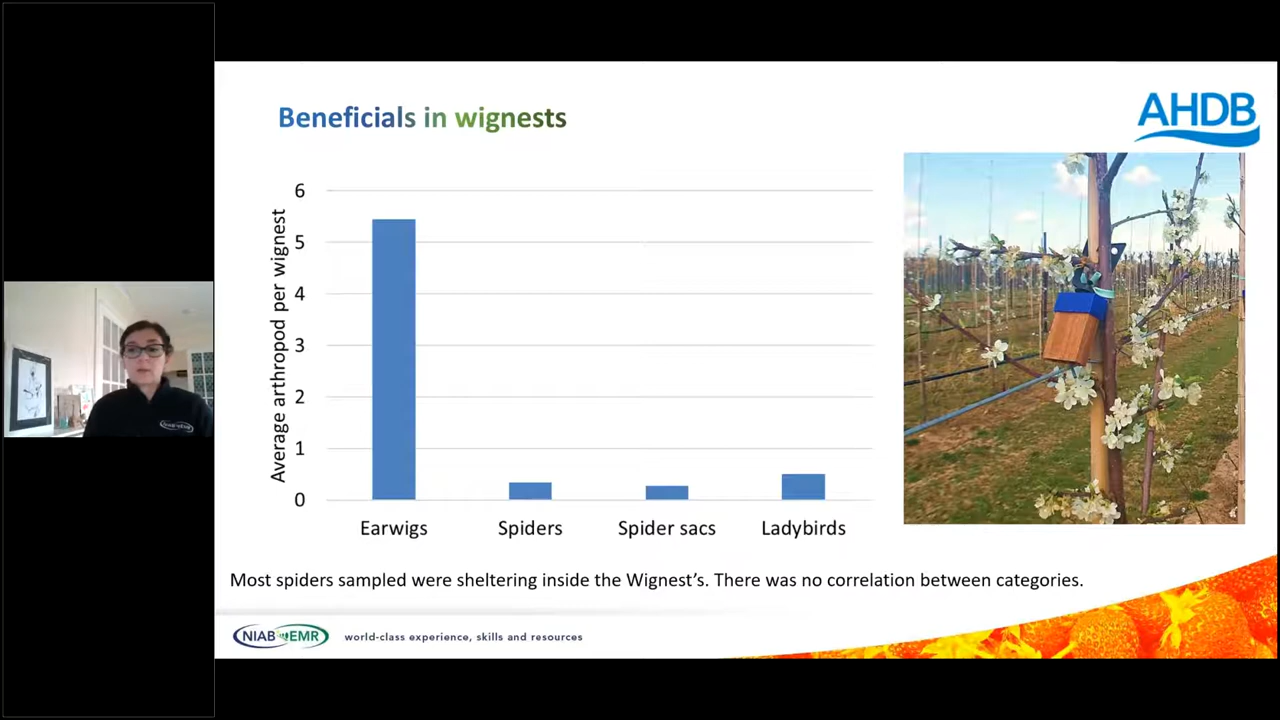 Beneficials in wignests
AHDB
Average arthropod per wignest
6
5
4
3
2
1
0
Earwigs
Spiders
Spider sacs
Ladybirds
Most spiders sampled were sheltering inside the Wignest’s. There was no correlation between categories.
NIAB EMR
world-class experience, skills and resources